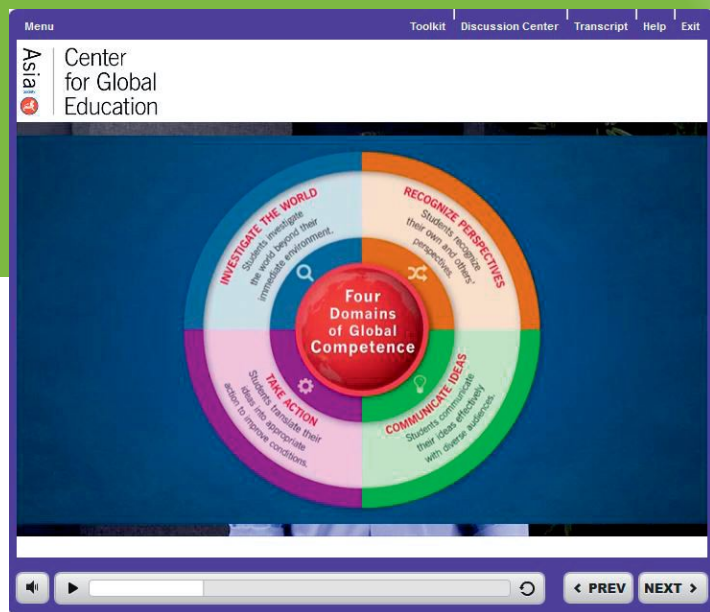 Menu
Toolkit
Discussion Center
Transcript
Help
Exit
Asia
Center
for Global
Education
INVESTIGATE THE WORLD
Students investigate
the world beyond their
immediate environment.
RECOGNIZE PERSPECTIVES
Students recognize
their own and others'
perspectives.
Four
Domains
of Global
Competence
TAKE ACTION
Students translate their
ideas into appropriate
action to improve conditions.
COMMUNICATE IDEAS
Students communicate
their ideas effectively
with diverse audiences.
< PREV
NEXT >